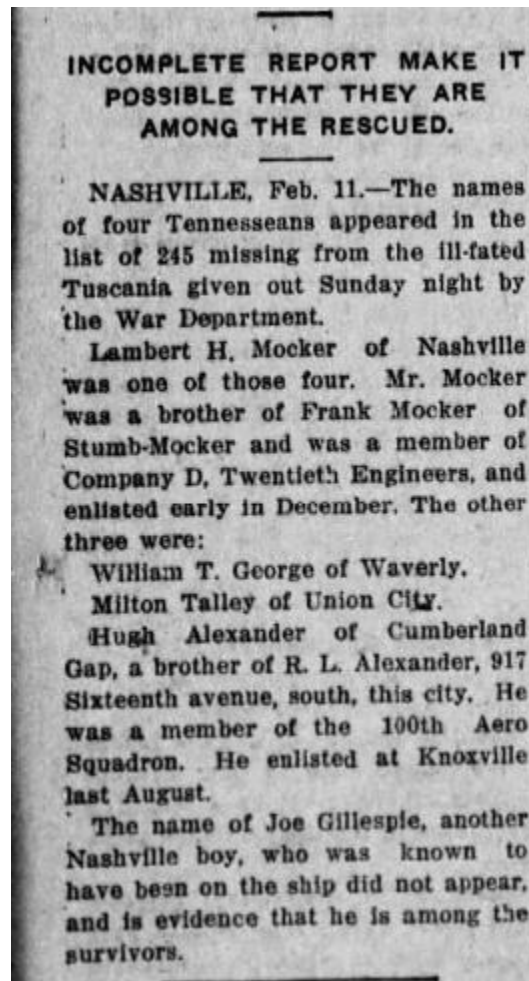 INCOMPLETE REPORT MAKE IT
POSSIBLE THAT THEY ARE
AMONG THE RESCUED.
NASHVILLE, Feb. 11.—The names
of four Tennesseans appeared in the
list of 245 missing from the ill-fated
Tuscania given out Sunday night by
the War Department.
Lambert H. Mocker of Nashville
was one of those four. Mr. Mocker
was a brother of Frank Mocker of
Stumb-Mocker and was a member of
Company D, Twentieth Engineers, and
enlisted early in December. The other
three were:
William T. George of Waverly.
Milton Talley of Union City.
Hugh Alexander of Cumberland
Gap, a brother of R. L. Alexander, 917
Sixteenth avenue, south, this city. He
was a member of the 100th Aero
Squadron. He enlisted at Knoxville
last August.
The name of Joe Gillespie, another
Nashville boy, who was known to
have been on the ship did not appear,
and is evidence that he is among the
survivors.